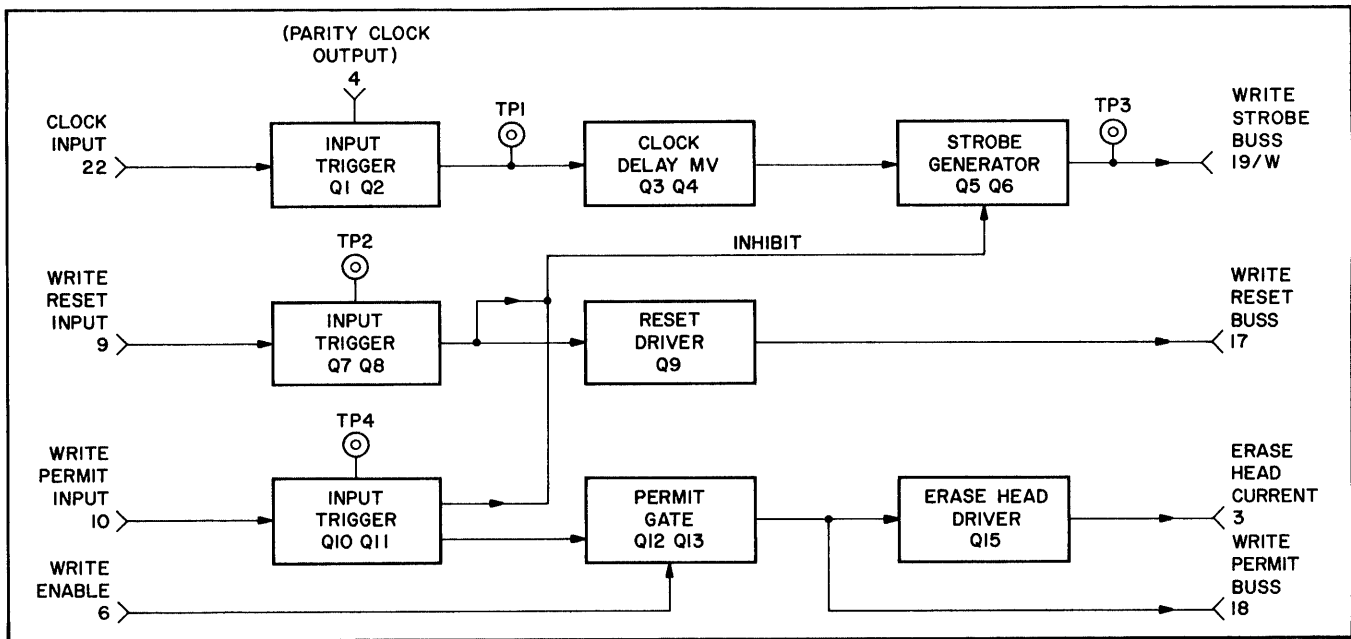 (PARITY CLOCK
OUTPUT)
4
CLOCK
INPUT
22
INPUT
TRIGGER
Q1 Q2
TP1
CLOCK
DELAY MV
Q3 Q4
STROBE
GENERATOR
Q5 Q6
TP3
WRITE
STROBE
BUSS
19/W
INHIBIT
TP2
WRITE
RESET
INPUT
9
INPUT
TRIGGER
Q7 Q8
RESET
DRIVER
Q9
WRITE
RESET
BUSS
17
TP4
WRITE
PERMIT
INPUT
10
INPUT
TRIGGER
Q10 Q11
PERMIT
GATE
Q12 Q13
ERASE HEAD
DRIVER
Q15
ERASE
HEAD
CURRENT
3
WRITE
ENABLE
6
WRITE
PERMIT
BUSS
18